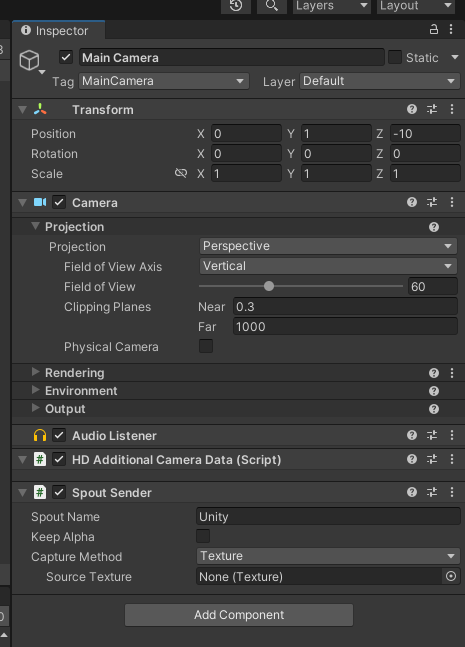 Layers Layout
Inspector
Main Camera Static
Tag MainCamera Layer Default
Transform
Position X 0 Y 1 Z -10
Rotation X 0 Y 0 Z 0
Scale X 1 Y 1 Z 1
Camera
Projection
Projection Perspective
Field of View Axis Vertical
Field of View 60
Clipping Planes Near 0.3
Far 1000
Physical Camera
Rendering
Environment
Output
Audio Listener
# HD Additional Camera Data (Script)
# Spout Sender
Spout Name Unity
Keep Alpha
Capture Method Texture
Source Texture None (Texture)
Add Component